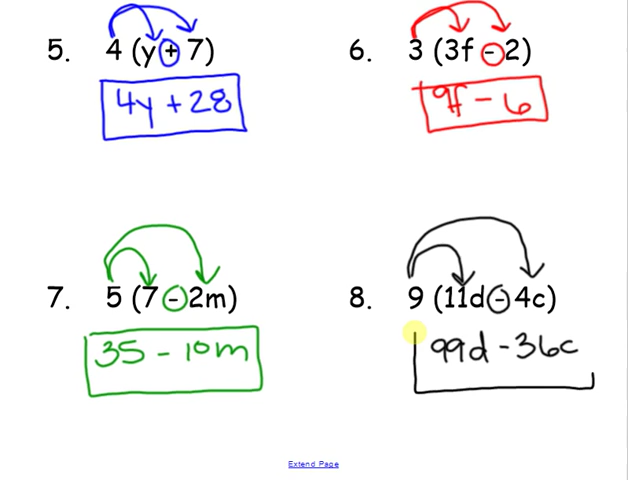 5. 4 (y + 7)
4y + 28
6. 3 (3f - 2)
9f - 6
7. 5 (7 - 2m)
35 - 10m
8. 9 (11d - 4c)
99d - 36c
Extend Page